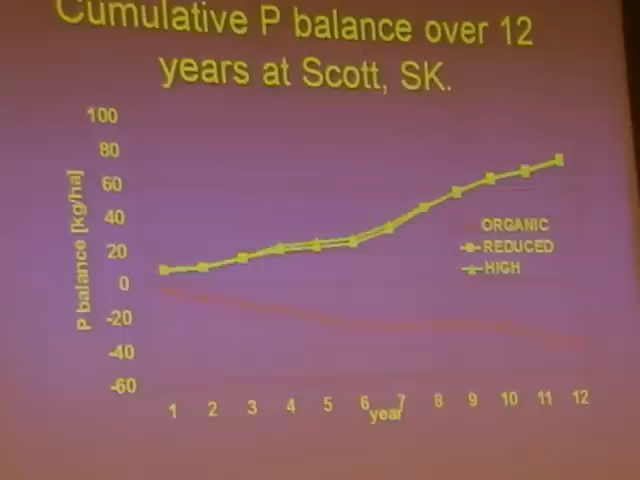 Cumulative P balance over 12
years at Scott, SK.
100
80
60
40
20
0
-20
-40
-60
P balance [kg/ha]
ORGANIC
REDUCED
HIGH
1 2 3 4 5 6 7 8 9 10 11 12
year